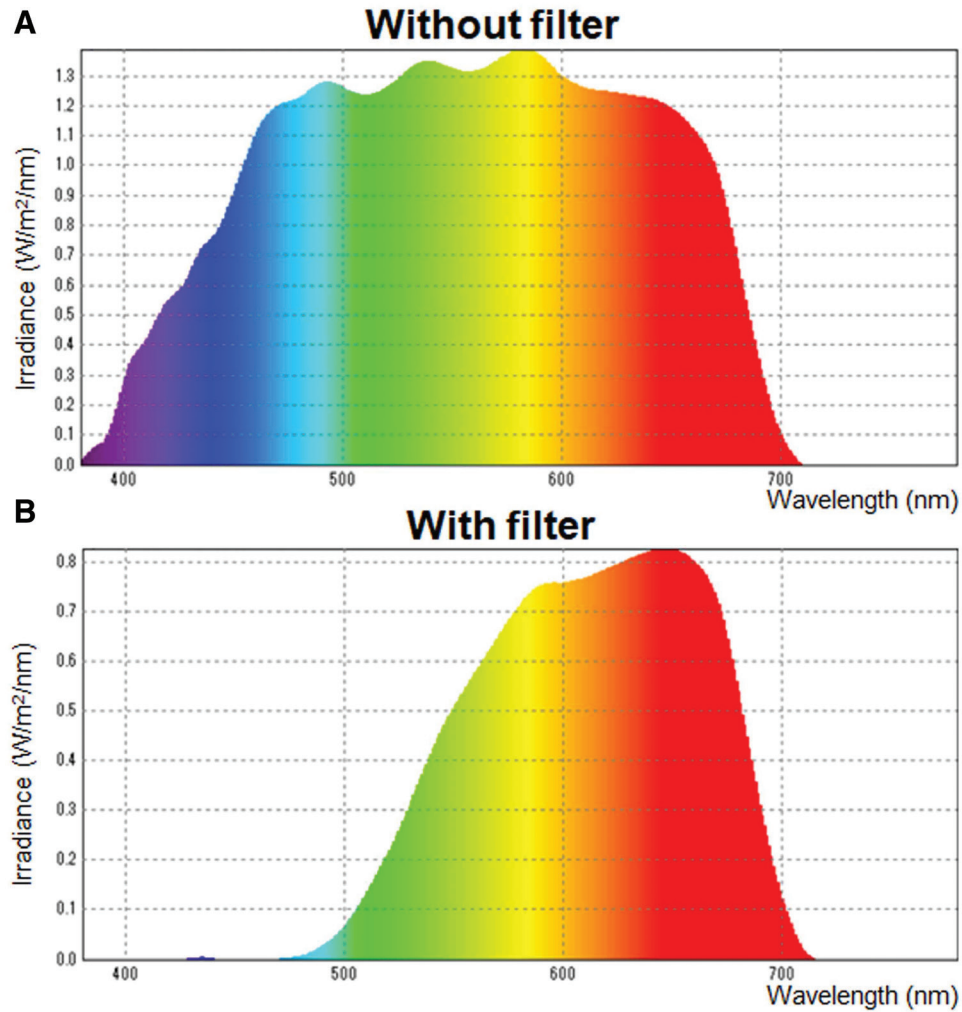 A
Without filter
Irradiance (W/m²/nm)
1.3
1.2
1.1
1.0
0.9
0.8
0.7
0.6
0.5
0.4
0.3
0.2
0.1
0.0
400 500 600 700
Wavelength (nm)
B
With filter
Irradiance (W/m²/nm)
0.8
0.7
0.6
0.5
0.4
0.3
0.2
0.1
0.0
400 500 600 700
Wavelength (nm)